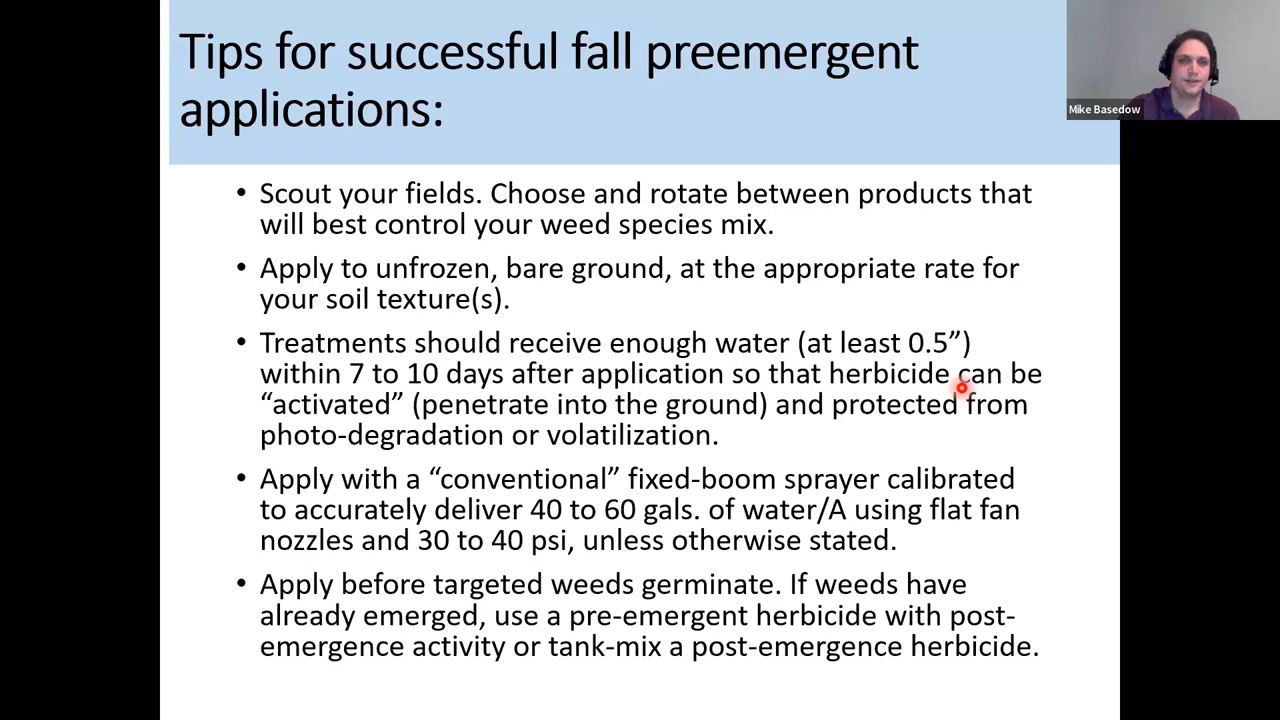 Tips for successful fall preemergent
applications:
Mike Basedow
• Scout your fields. Choose and rotate between products that
will best control your weed species mix.
• Apply to unfrozen, bare ground, at the appropriate rate for
your soil texture(s).
• Treatments should receive enough water (at least 0.5”)
within 7 to 10 days after application so that herbicide can be
“activated” (penetrate into the ground) and protected from
photo-degradation or volatilization.
• Apply with a “conventional” fixed-boom sprayer calibrated
to accurately deliver 40 to 60 gals. of water/A using flat fan
nozzles and 30 to 40 psi, unless otherwise stated.
• Apply before targeted weeds germinate. If weeds have
already emerged, use a pre-emergent herbicide with post-
emergence activity or tank-mix a post-emergence herbicide.